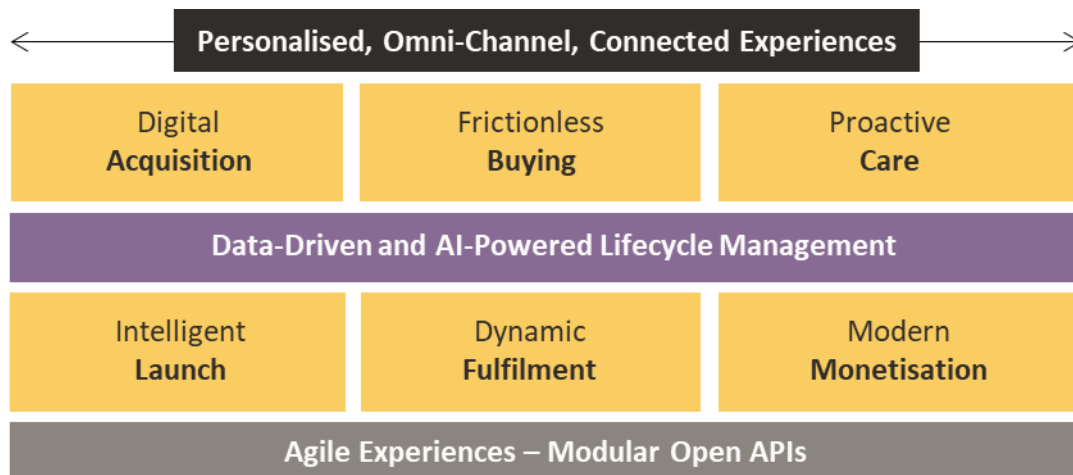 Personalised, Omni-Channel, Connected Experiences
Digital
Acquisition
Frictionless
Buying
Proactive
Care
Data-Driven and AI-Powered Lifecycle Management
Intelligent
Launch
Dynamic
Fulfilment
Modern
Monetisation
Agile Experiences – Modular Open APIs